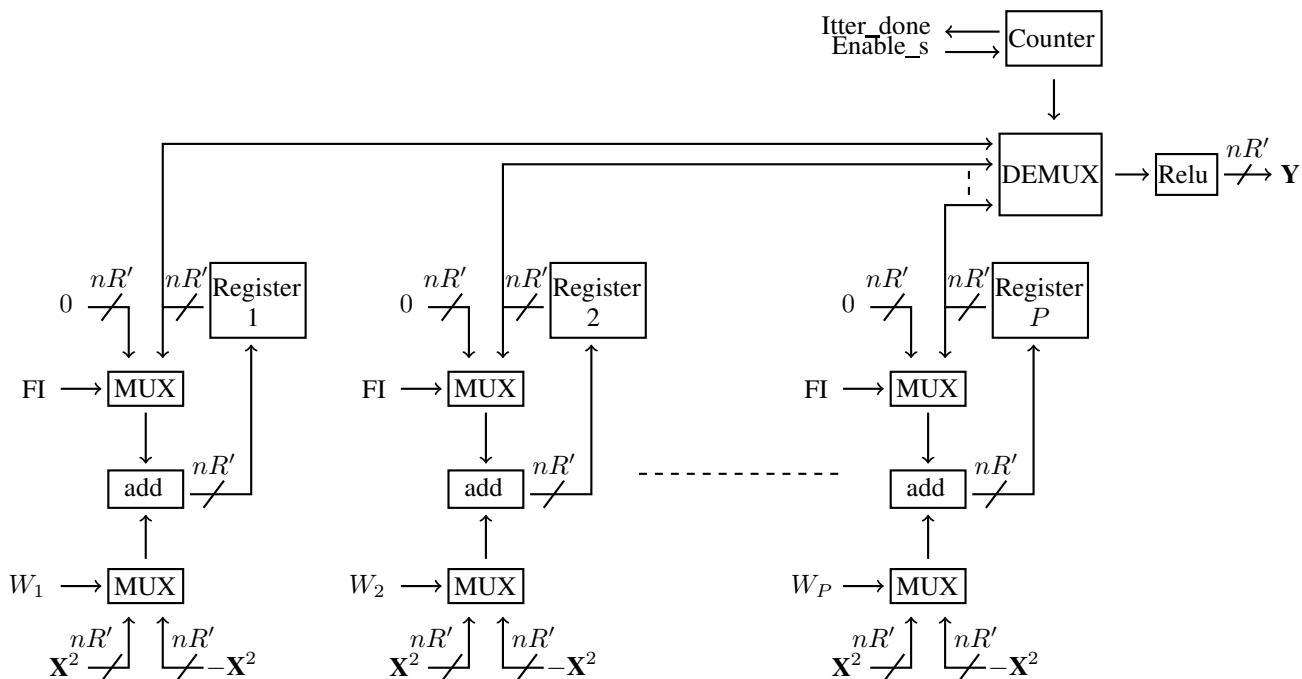 Itter_done
Enable_s
Counter
DEMUX
Relu
nR′
Y
0
nR′
nR′
Register
1
0
nR′
nR′
Register
2
0
nR′
nR′
Register
P
FI
MUX
FI
MUX
FI
MUX
add
nR′
add
nR′
add
nR′
W₁
MUX
W₂
MUX
W_P
MUX
X²
nR′
nR′
−X²
X²
nR′
nR′
−X²
X²
nR′
nR′
−X²